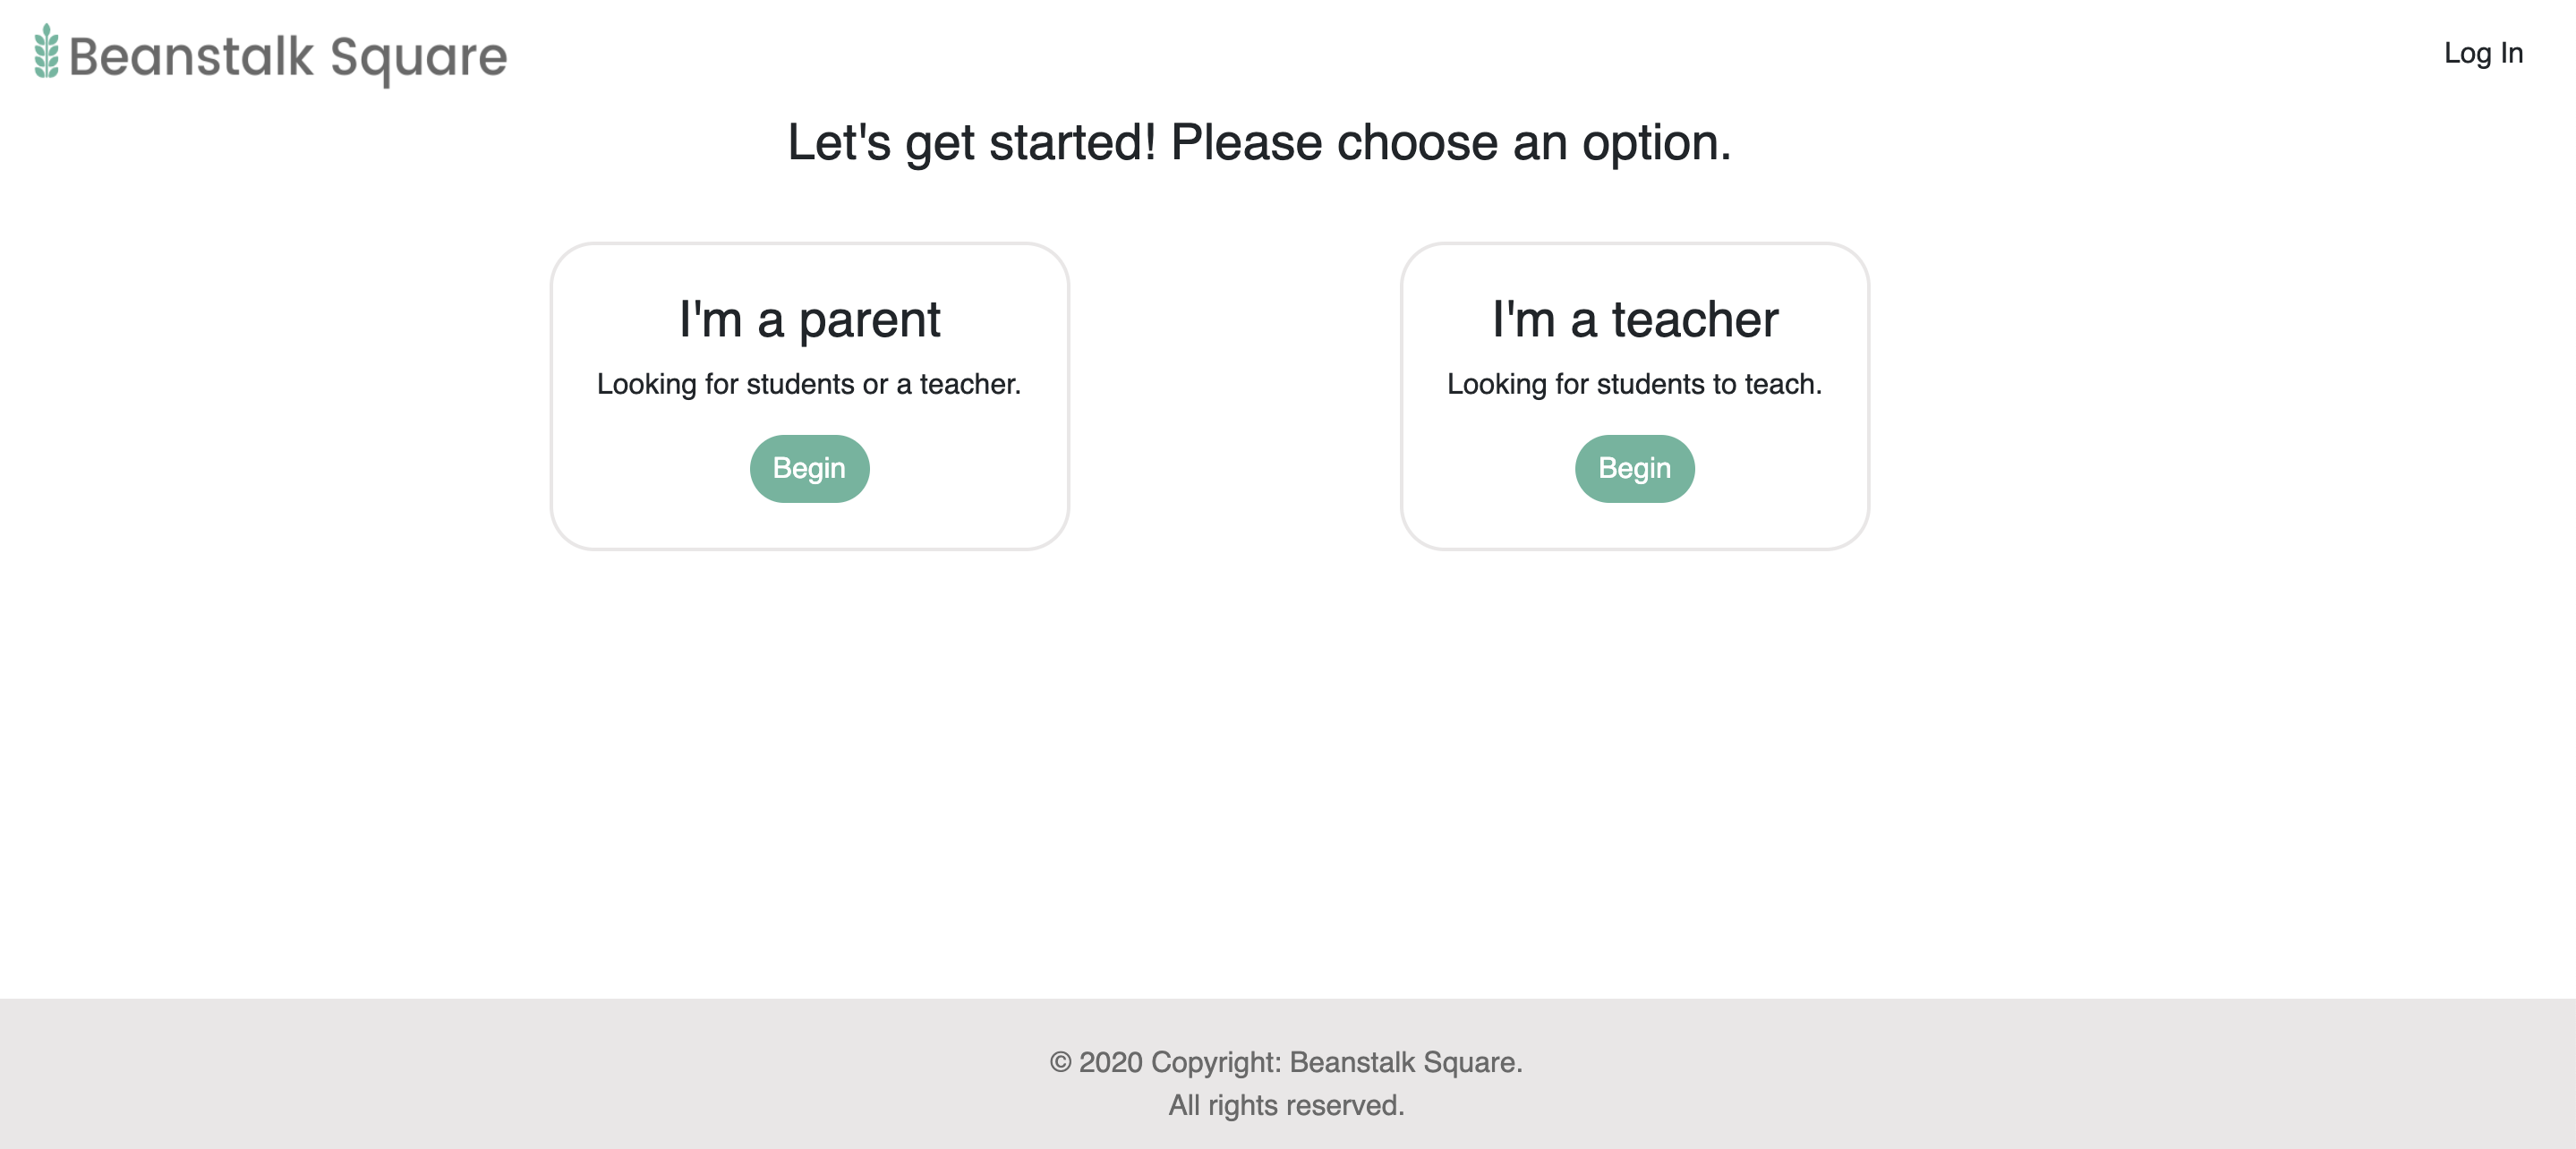 Beanstalk Square
Log In
Let's get started! Please choose an option.
I'm a parent
Looking for students or a teacher.
Begin
I'm a teacher
Looking for students to teach.
Begin
© 2020 Copyright: Beanstalk Square.
All rights reserved.